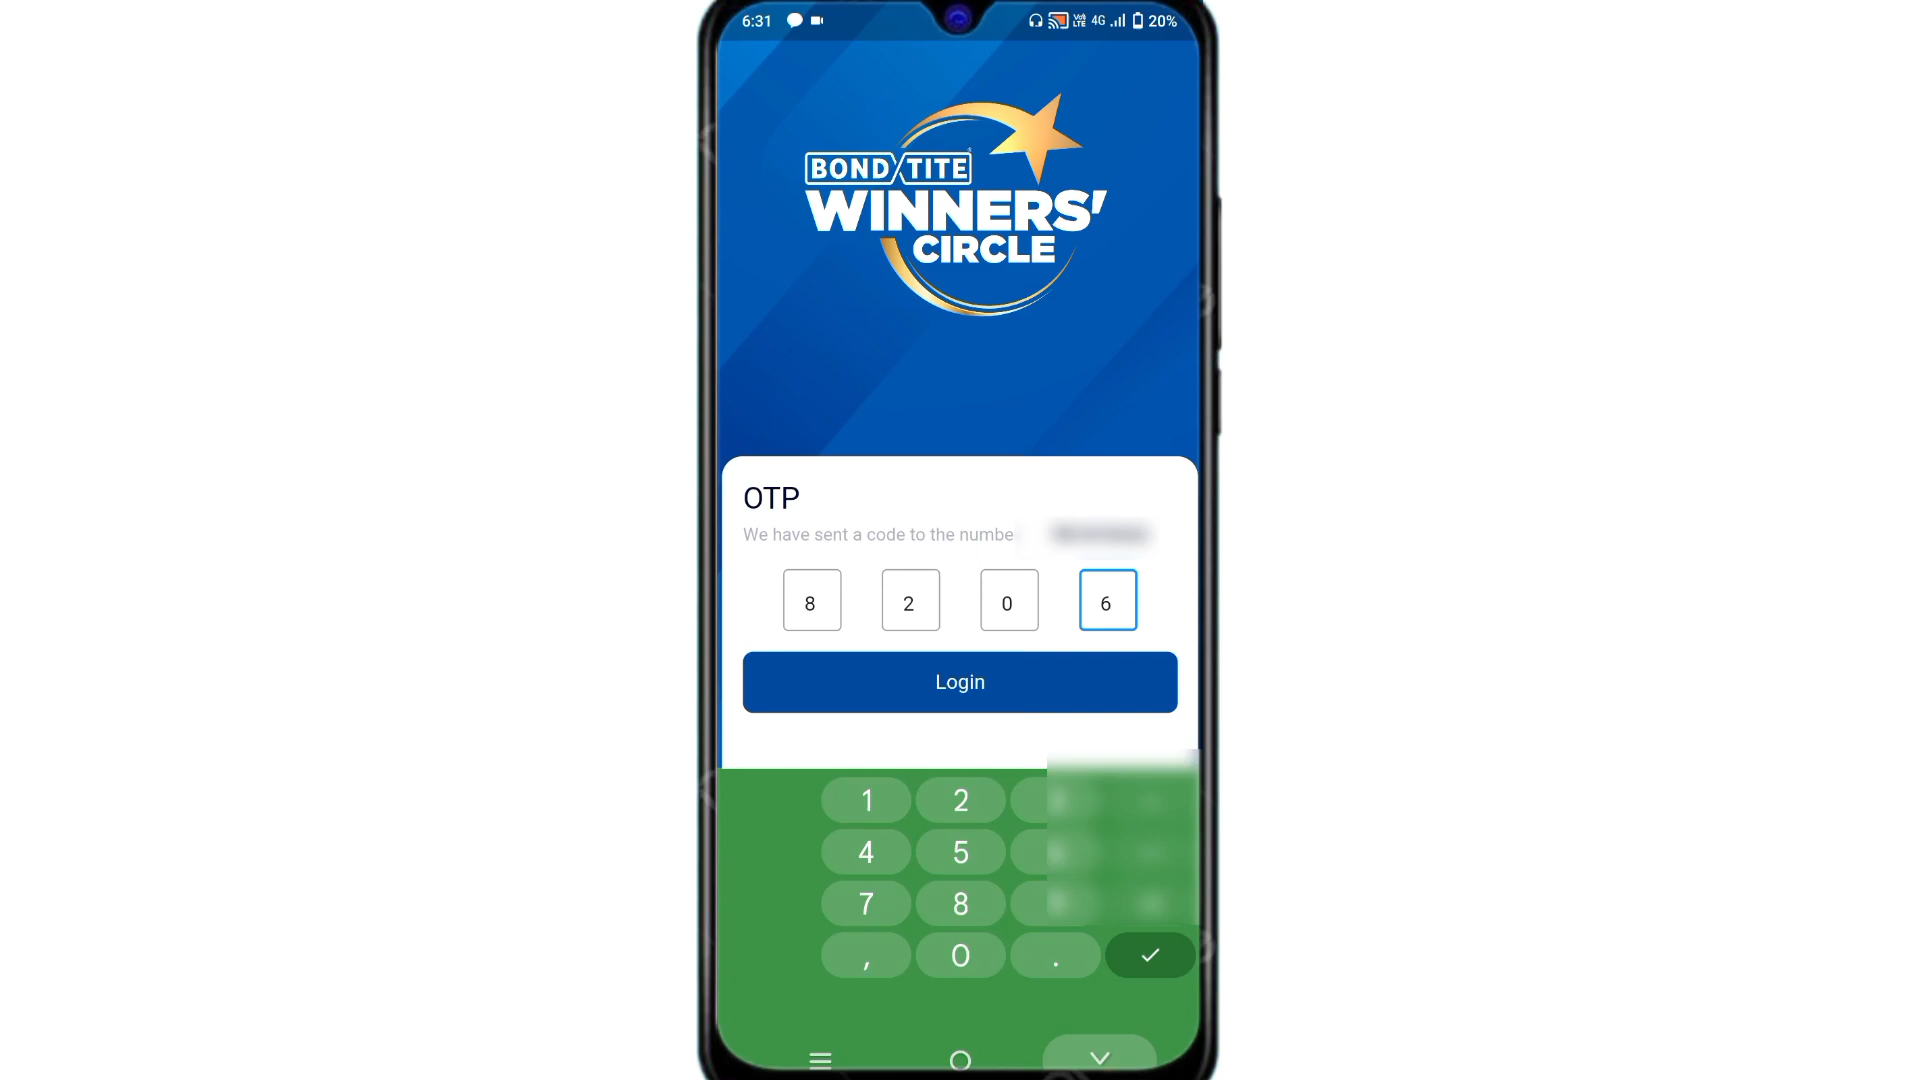 6:31 VoLTE 4G 20%
BOND TITE
WINNERS'
CIRCLE
OTP
We have sent a code to the numbe
8 2 0 6
Login
1 2
4 5
7 8
, 0 .